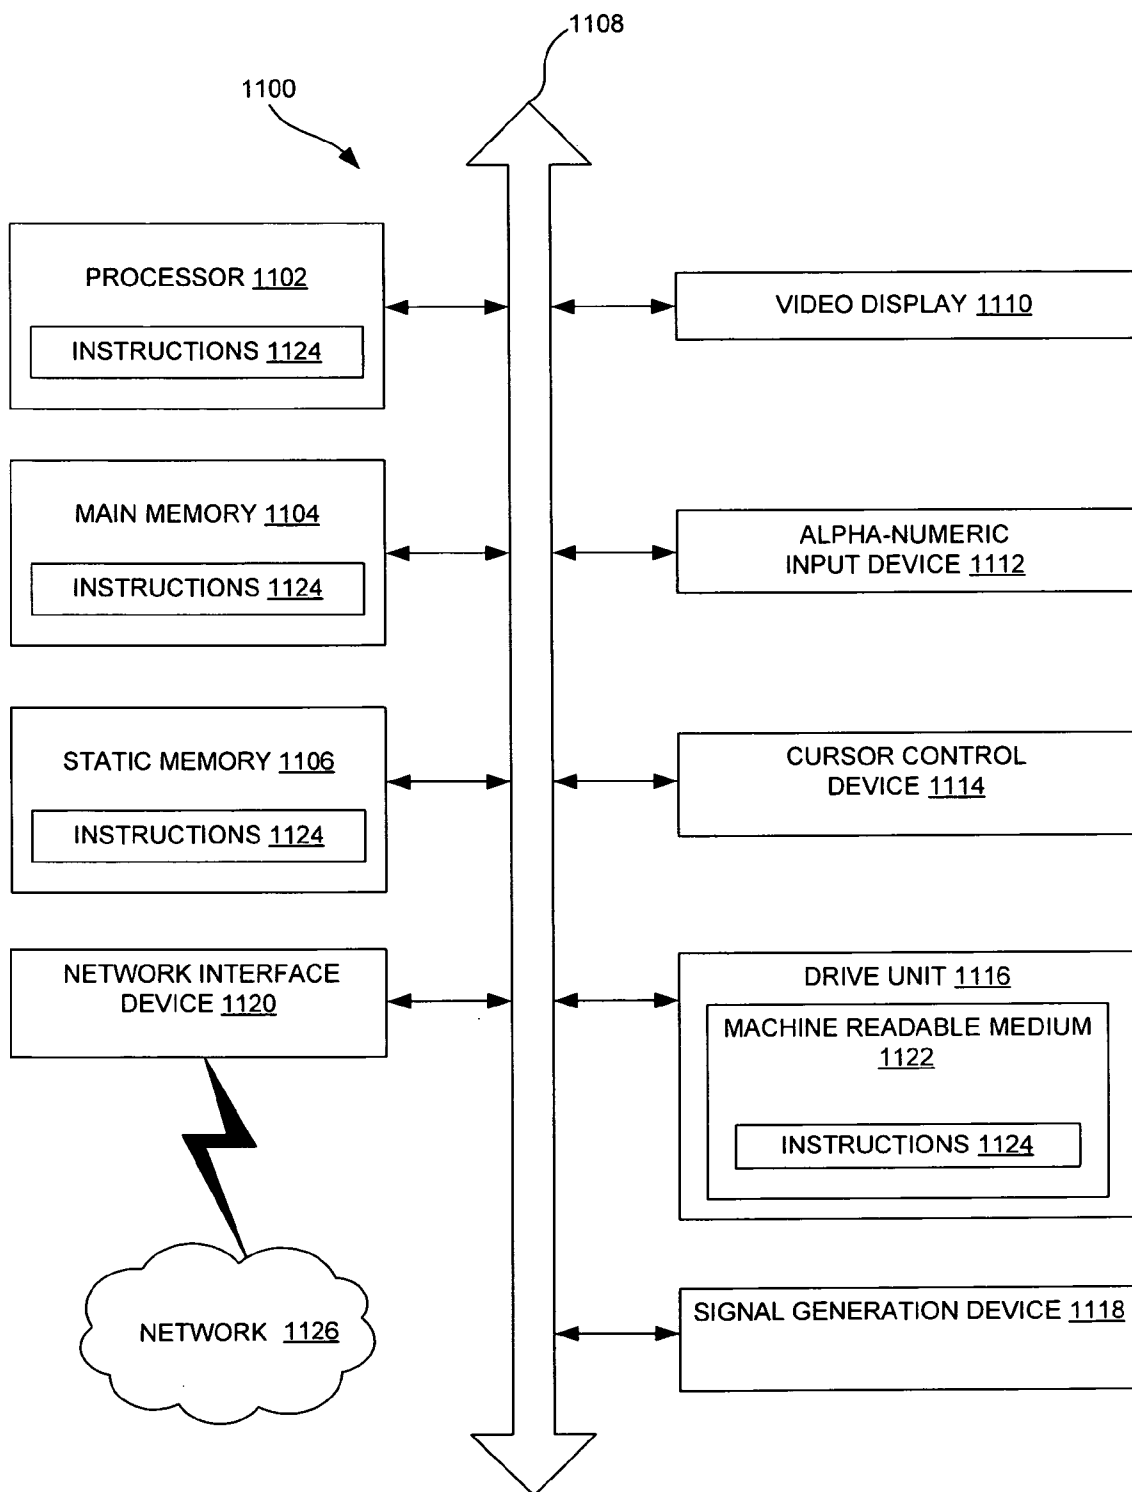 1108
1100
PROCESSOR 1102
INSTRUCTIONS 1124
MAIN MEMORY 1104
INSTRUCTIONS 1124
STATIC MEMORY 1106
INSTRUCTIONS 1124
NETWORK INTERFACE
DEVICE 1120
NETWORK 1126
VIDEO DISPLAY 1110
ALPHA-NUMERIC
INPUT DEVICE 1112
CURSOR CONTROL
DEVICE 1114
DRIVE UNIT 1116
MACHINE READABLE MEDIUM
1122
INSTRUCTIONS 1124
SIGNAL GENERATION DEVICE 1118